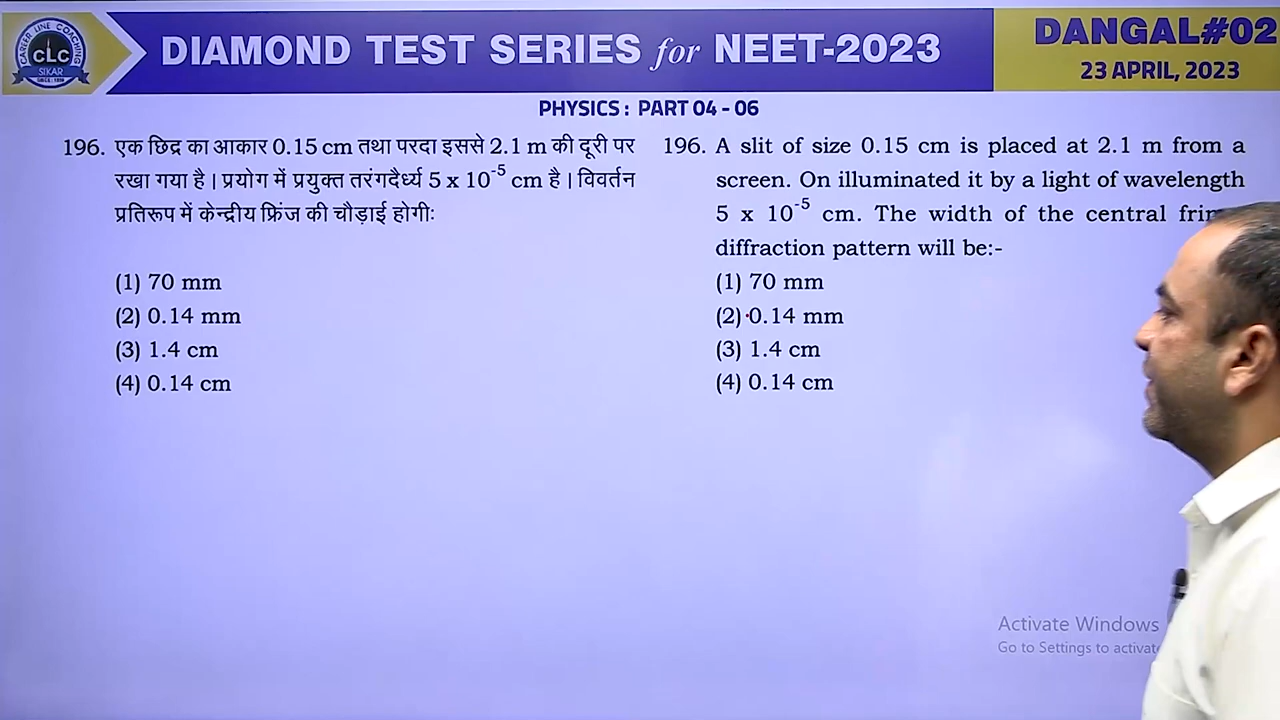 CAREER LINE COACHING
CLC
SIKAR
DIAMOND TEST SERIES for NEET-2023
DANGAL#02
23 APRIL, 2023
PHYSICS : PART 04 - 06
196. एक छिद्र का आकार 0.15 cm तथा परदा इससे 2.1 m की दूरी पर
रखा गया है। प्रयोग में प्रयुक्त तरंगदैर्ध्य 5 x 10⁻⁵ cm है। विवर्तन
प्रतिरूप में केन्द्रीय फ्रिंज की चौड़ाई होगीः
(1) 70 mm
(2) 0.14 mm
(3) 1.4 cm
(4) 0.14 cm
196. A slit of size 0.15 cm is placed at 2.1 m from a
screen. On illuminated it by a light of wavelength
5 x 10⁻⁵ cm. The width of the central
diffraction pattern will be:-
(1) 70 mm
(2) 0.14 mm
(3) 1.4 cm
(4) 0.14 cm
Activate Windows
Go to Settings to